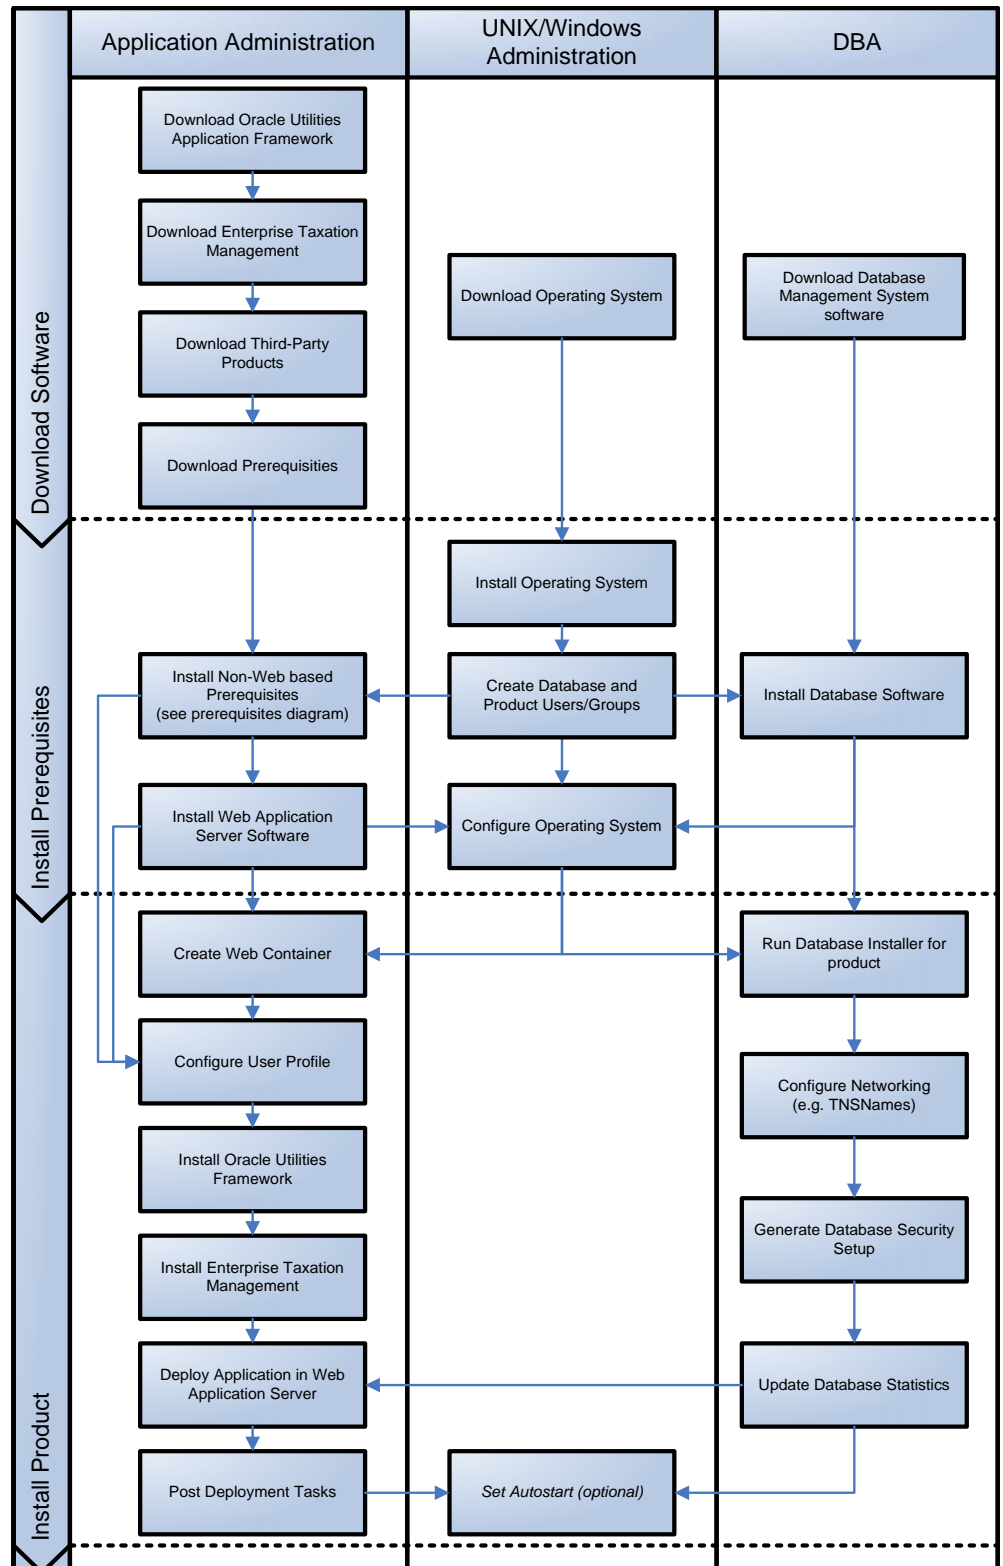 Application Administration
UNIX/Windows
Administration
DBA
Download Software
Download Oracle Utilities
Application Framework
Download Enterprise Taxation
Management
Download Operating System
Download Database
Management System
software
Download Third-Party
Products
Download Prerequisities
Install Prerequisites
Install Operating System
Install Non-Web based
Prerequisites
(see prerequisites diagram)
Create Database and
Product Users/Groups
Install Database Software
Install Web Application
Server Software
Configure Operating System
Install Product
Create Web Container
Run Database Installer for
product
Configure User Profile
Configure Networking
(e.g. TNSNames)
Install Oracle Utilities
Framework
Generate Database Security
Setup
Install Enterprise Taxation
Management
Deploy Application in Web
Application Server
Update Database Statistics
Post Deployment Tasks
Set Autostart (optional)